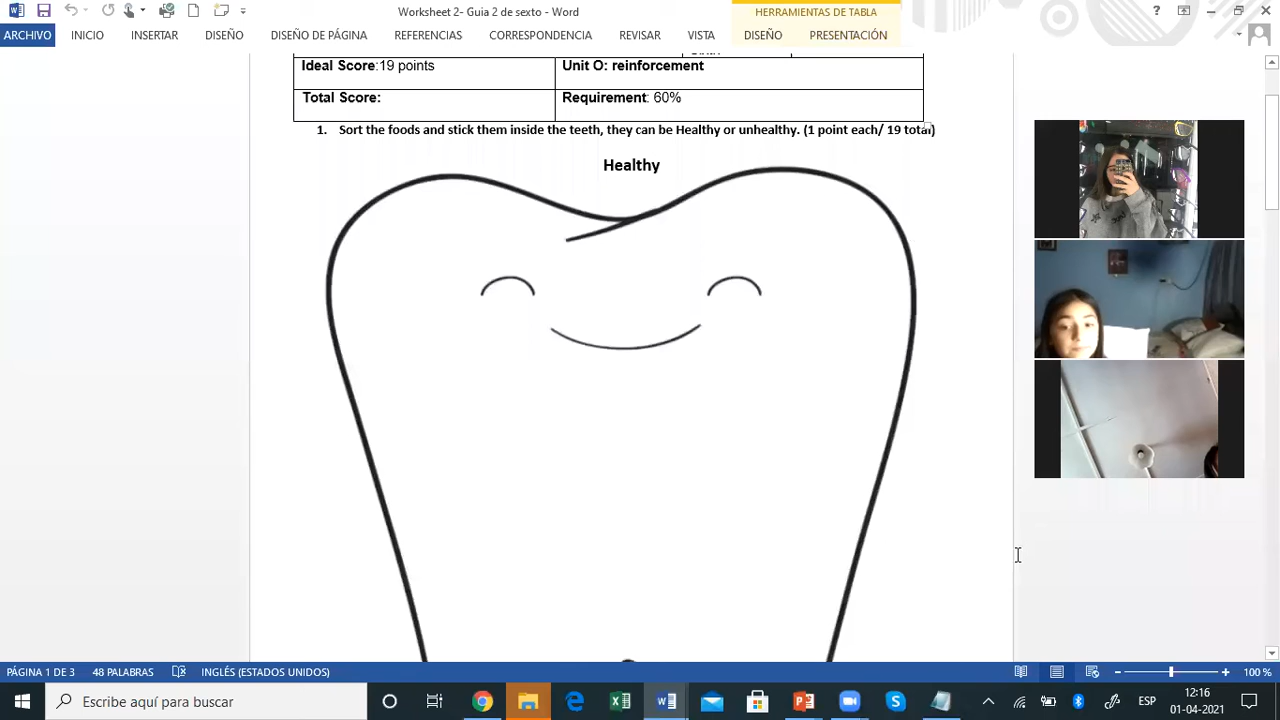 Worksheet 2- Guia 2 de sexto - Word
HERRAMIENTAS DE TABLA
ARCHIVO INICIO INSERTAR DISEÑO DISEÑO DE PÁGINA REFERENCIAS CORRESPONDENCIA REVISAR VISTA DISEÑO PRESENTACIÓN
Ideal Score:19 points Unit O: reinforcement
Total Score: Requirement: 60%
1. Sort the foods and stick them inside the teeth, they can be Healthy or unhealthy. (1 point each/ 19 total)
Healthy
PÁGINA 1 DE 3 48 PALABRAS INGLÉS (ESTADOS UNIDOS) 100 %
Escribe aquí para buscar
ESP
12:16
01-04-2021